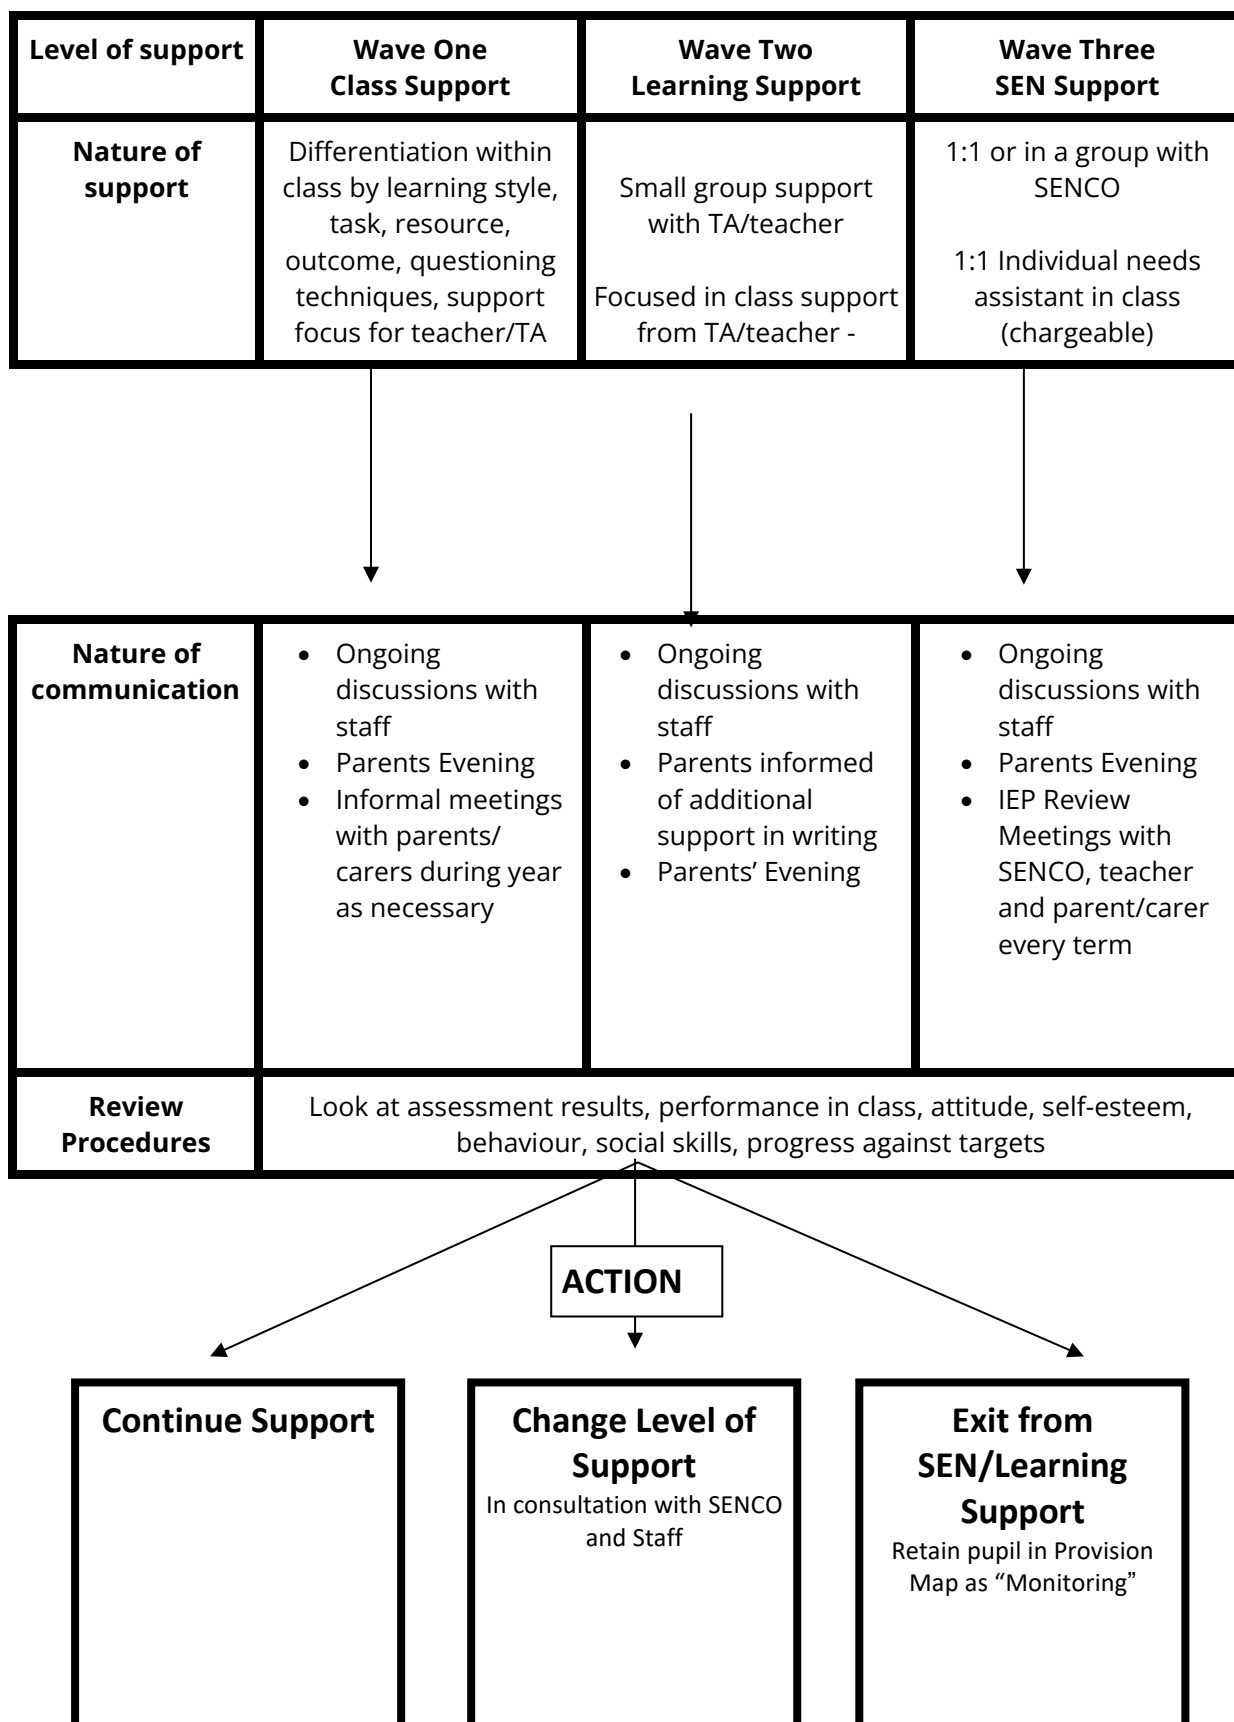 Level of support
Wave One
Class Support
Wave Two
Learning Support
Wave Three
SEN Support
Nature of
support
Differentiation within
class by learning style,
task, resource,
outcome, questioning
techniques, support
focus for teacher/TA
Small group support
with TA/teacher
Focused in class support
from TA/teacher -
1:1 or in a group with
SENCO
1:1 Individual needs
assistant in class
(chargeable)
Nature of
communication
• Ongoing
discussions with
staff
• Parents Evening
• Informal meetings
with parents/
carers during year
as necessary
• Ongoing
discussions with
staff
• Parents informed
of additional
support in writing
• Parents’ Evening
• Ongoing
discussions with
staff
• Parents Evening
• IEP Review
Meetings with
SENCO, teacher
and parent/carer
every term
Review
Procedures
Look at assessment results, performance in class, attitude, self-esteem,
behaviour, social skills, progress against targets
ACTION
Continue Support
Change Level of
Support
In consultation with SENCO
and Staff
Exit from
SEN/Learning
Support
Retain pupil in Provision
Map as “Monitoring”